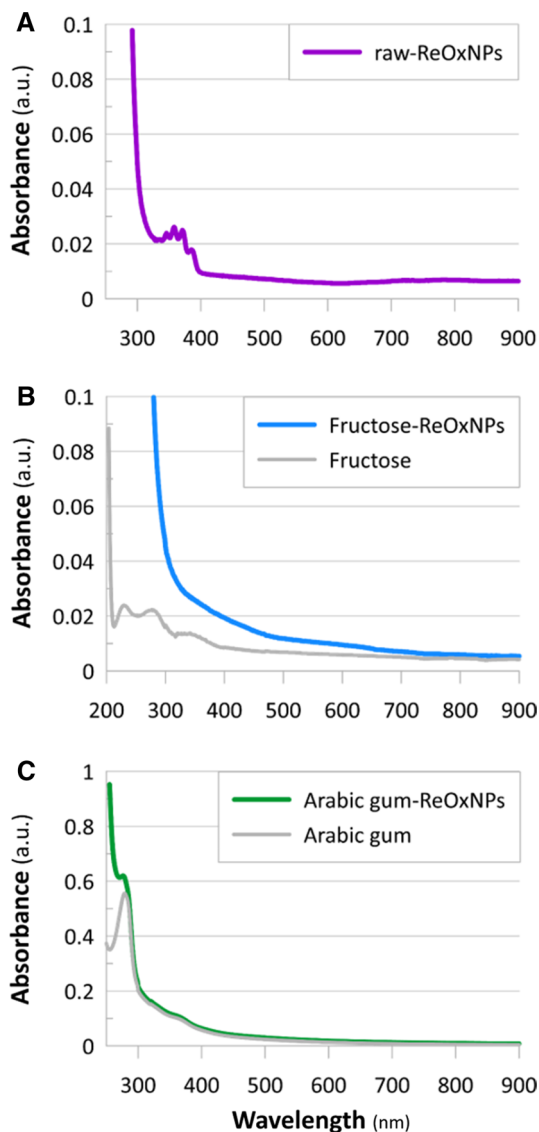 A
Absorbance (a.u.)
0.1
0.08
0.06
0.04
0.02
0
raw-ReOxNPs
300 400 500 600 700 800 900
B
Absorbance (a.u.)
0.1
0.08
0.06
0.04
0.02
0
Fructose-ReOxNPs
Fructose
200 300 400 500 600 700 800 900
C
Absorbance (a.u.)
1
0.8
0.6
0.4
0.2
0
Arabic gum-ReOxNPs
Arabic gum
300 400 500 600 700 800 900
Wavelength (nm)